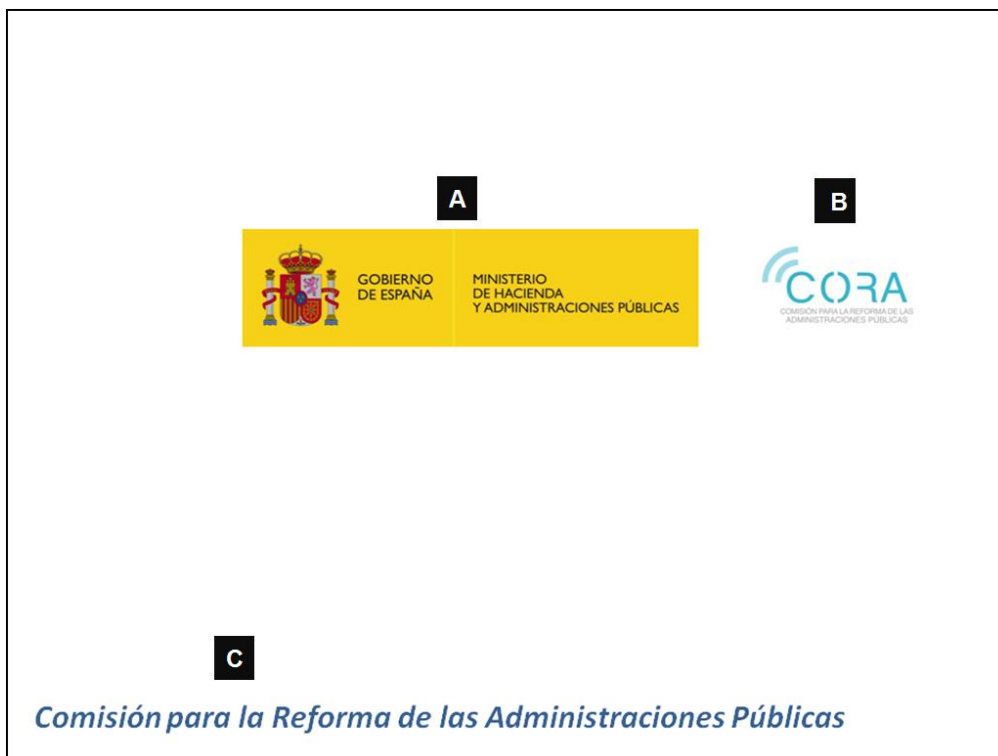 A
B
GOBIERNO
DE ESPAÑA
MINISTERIO
DE HACIENDA
Y ADMINISTRACIONES PÚBLICAS
CORA
COMISIÓN PARA LA REFORMA DE LAS
ADMINISTRACIONES PÚBLICAS
C
Comisión para la Reforma de las Administraciones Públicas